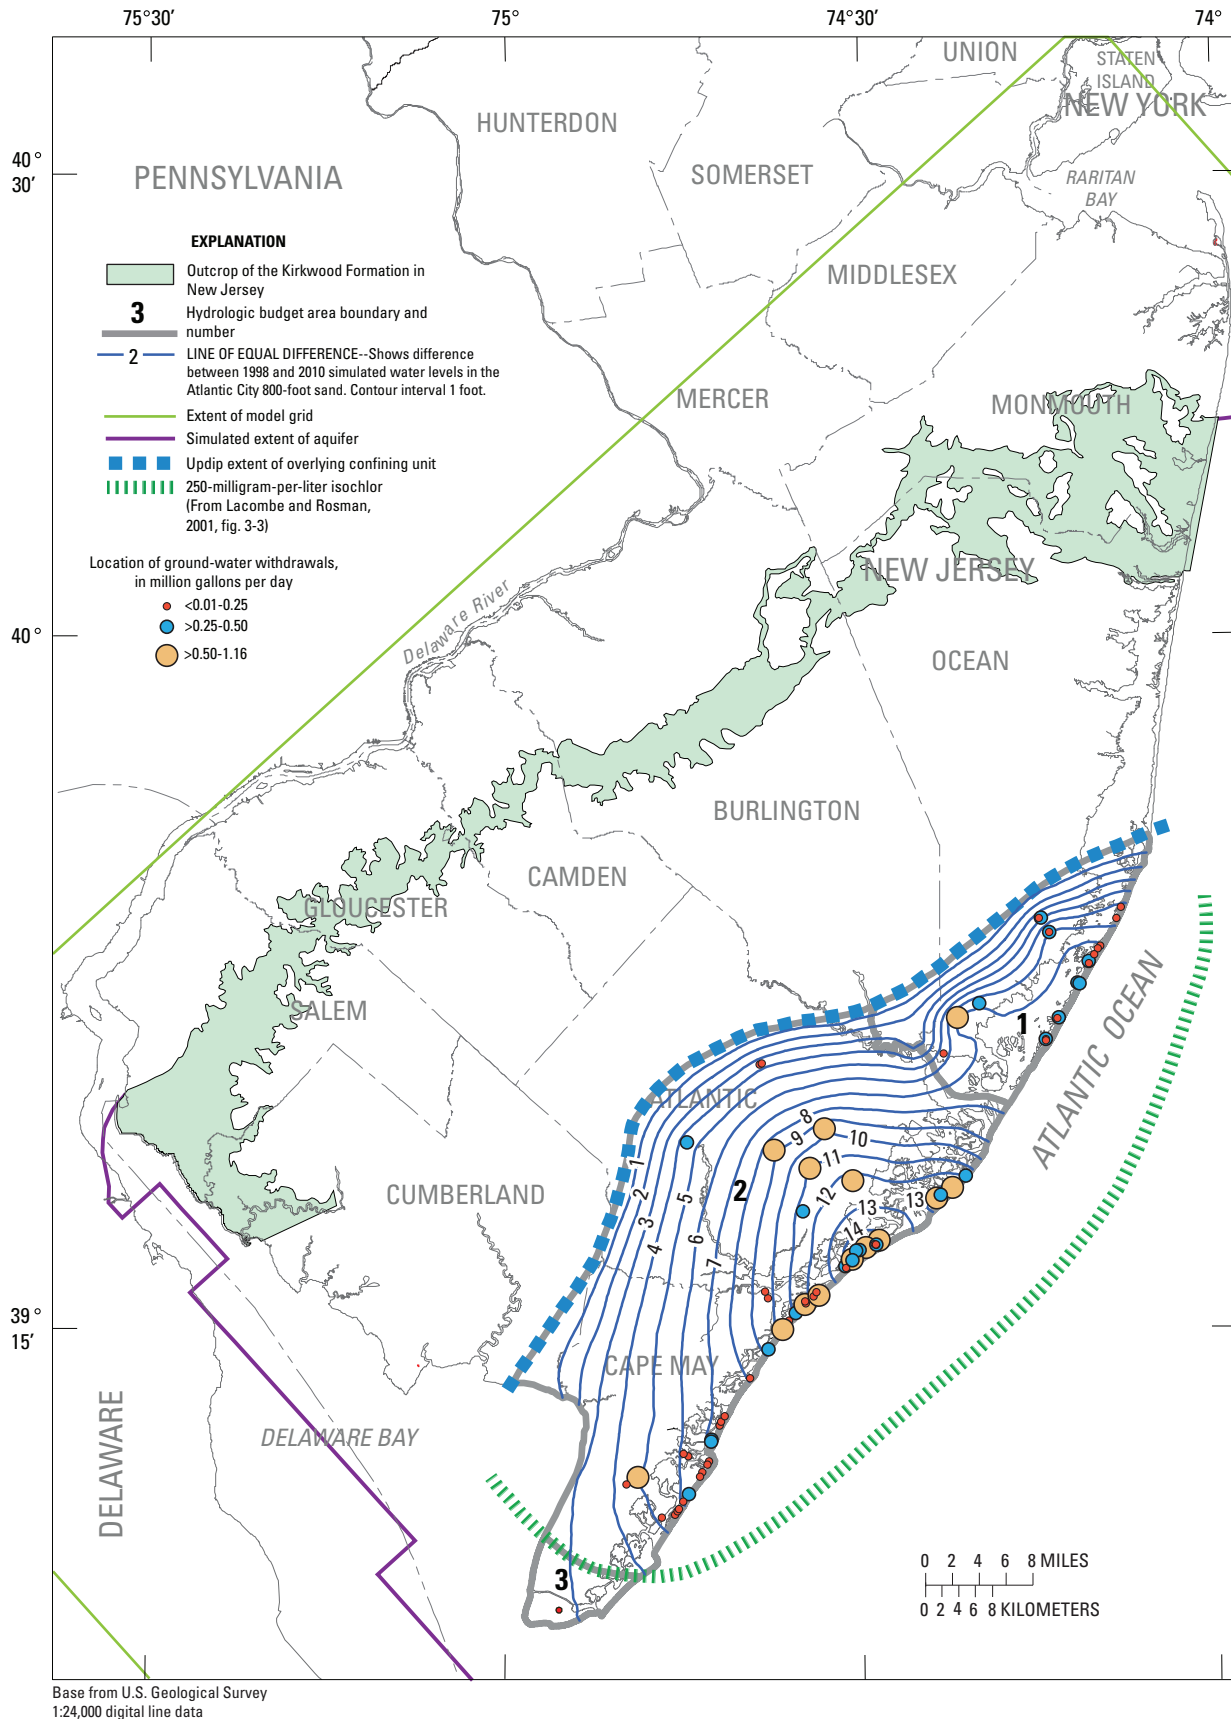 75°30’ 75° 74°30’ 74°
UNION
STATEN
ISLAND
NEW YORK
HUNTERDON
40°
30’
PENNSYLVANIA
SOMERSET
RARITAN
BAY
EXPLANATION
Outcrop of the Kirkwood Formation in
New Jersey
3 Hydrologic budget area boundary and
number
2 LINE OF EQUAL DIFFERENCE--Shows difference
between 1998 and 2010 simulated water levels in the
Atlantic City 800-foot sand. Contour interval 1 foot.
Extent of model grid
Simulated extent of aquifer
Updip extent of overlying confining unit
250-milligram-per-liter isochlor
(From Lacombe and Rosman,
2001, fig. 3-3)
Location of ground-water withdrawals,
in million gallons per day
<0.01-0.25
>0.25-0.50
>0.50-1.16
MIDDLESEX
MERCER
MONMOUTH
NEW JERSEY
Delaware River
40°
OCEAN
BURLINGTON
CAMDEN
GLOUCESTER
SALEM
1
ATLANTIC OCEAN
ATLANTIC
8
9
10
11
1
2
3
4
5
6
7
2
12
13
13
14
CUMBERLAND
39°
15’
CAPE MAY
DELAWARE
DELAWARE BAY
3
0 2 4 6 8 MILES
0 2 4 6 8 KILOMETERS
Base from U.S. Geological Survey
1:24,000 digital line data